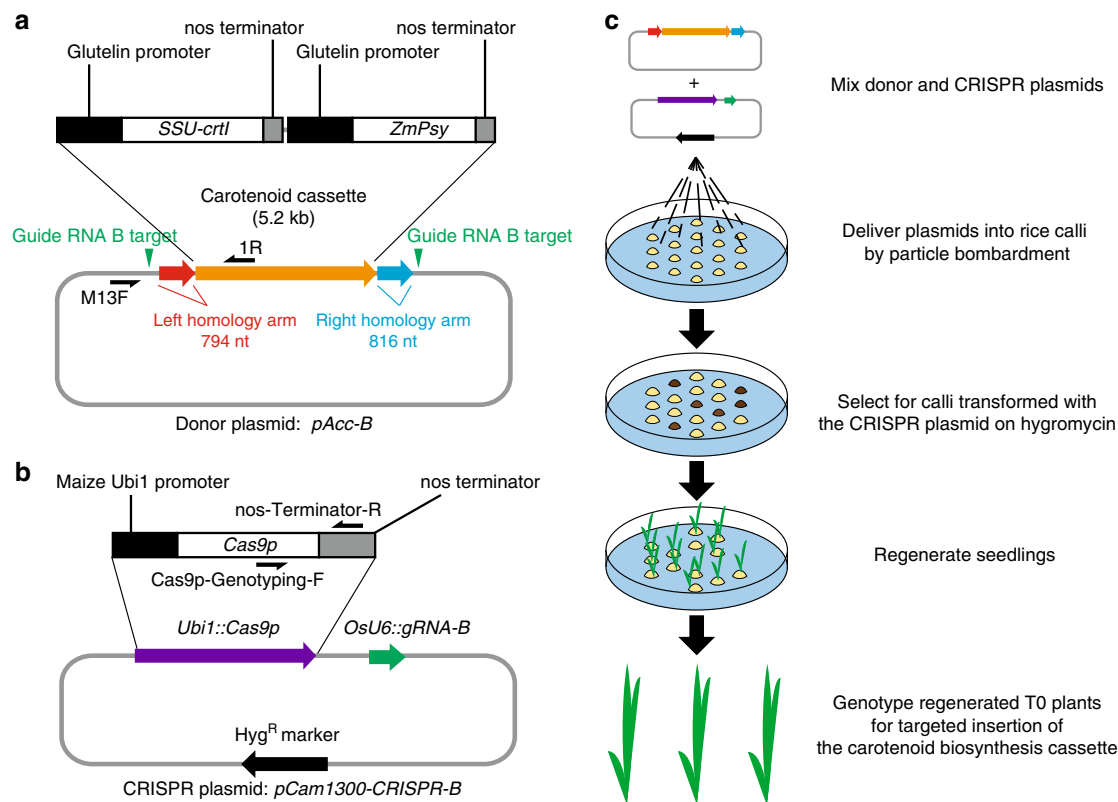 a
nos terminator
nos terminator
Glutelin promoter
Glutelin promoter
SSU-crtI
ZmPsy
Carotenoid cassette
(5.2 kb)
Guide RNA B target
1R
Guide RNA B target
M13F
Left homology arm
794 nt
Right homology arm
816 nt
Donor plasmid: pAcc-B
b
Maize Ubi1 promoter
nos terminator
nos-Terminator-R
Cas9p
Cas9p-Genotyping-F
Ubi1::Cas9p
OsU6::gRNA-B
HygR marker
CRISPR plasmid: pCam1300-CRISPR-B
c
+
Mix donor and CRISPR plasmids
Deliver plasmids into rice calli
by particle bombardment
Select for calli transformed with
the CRISPR plasmid on hygromycin
Regenerate seedlings
Genotype regenerated T0 plants
for targeted insertion of
the carotenoid biosynthesis cassette